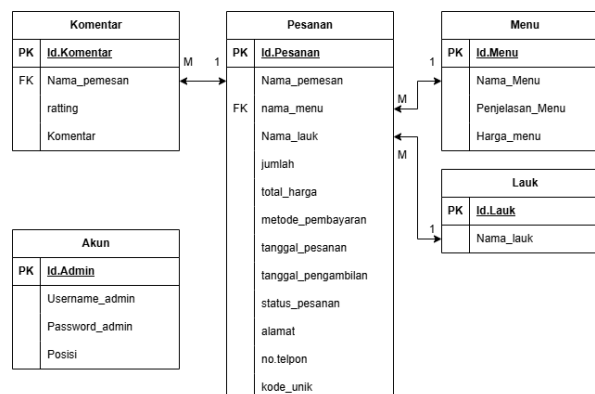 Komentar
PK Id.Komentar
FK Nama_pemesan
ratting
Komentar
M 1
Pesanan
PK Id.Pesanan
Nama_pemesan
FK nama_menu
Nama_lauk
jumlah
total_harga
metode_pembayaran
tanggal_pesanan
tanggal_pengambilan
status_pesanan
alamat
no.telpon
kode_unik
1
M
M
1
Menu
PK Id.Menu
Nama_Menu
Penjelasan_Menu
Harga_menu
Lauk
PK Id.Lauk
Nama_lauk
Akun
PK Id.Admin
Username_admin
Password_admin
Posisi